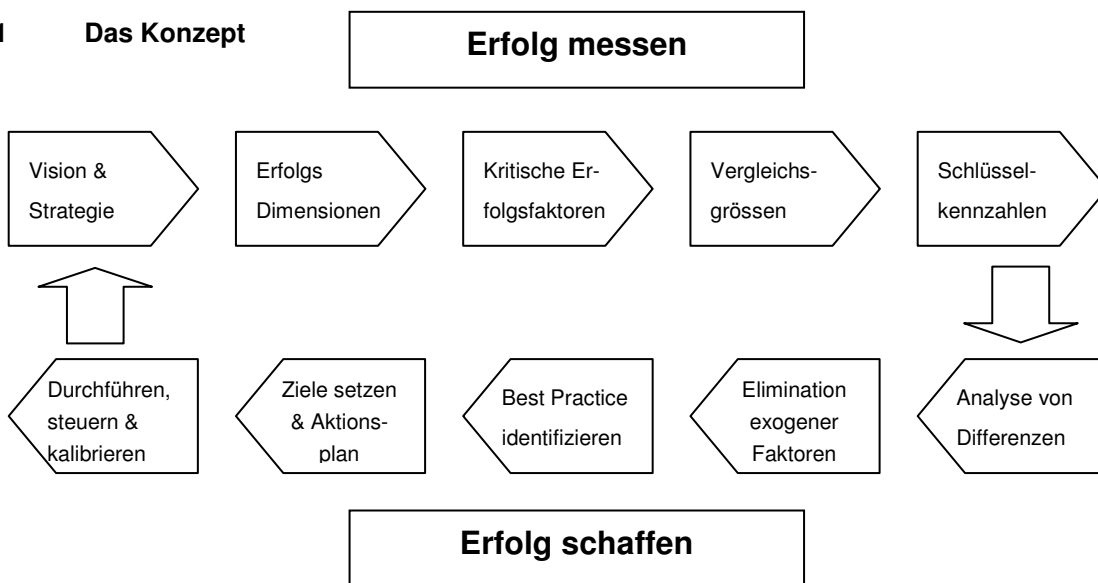 1 Das Konzept
Erfolg messen
Vision &
Strategie
Erfolgs
Dimensionen
Kritische Er-
folgsfaktoren
Vergleichs-
grössen
Schlüssel-
kennzahlen
Durchführen,
steuern &
kalibrieren
Ziele setzen
& Aktions-
plan
Best Practice
identifizieren
Elimination
exogener
Faktoren
Analyse von
Differenzen
Erfolg schaffen